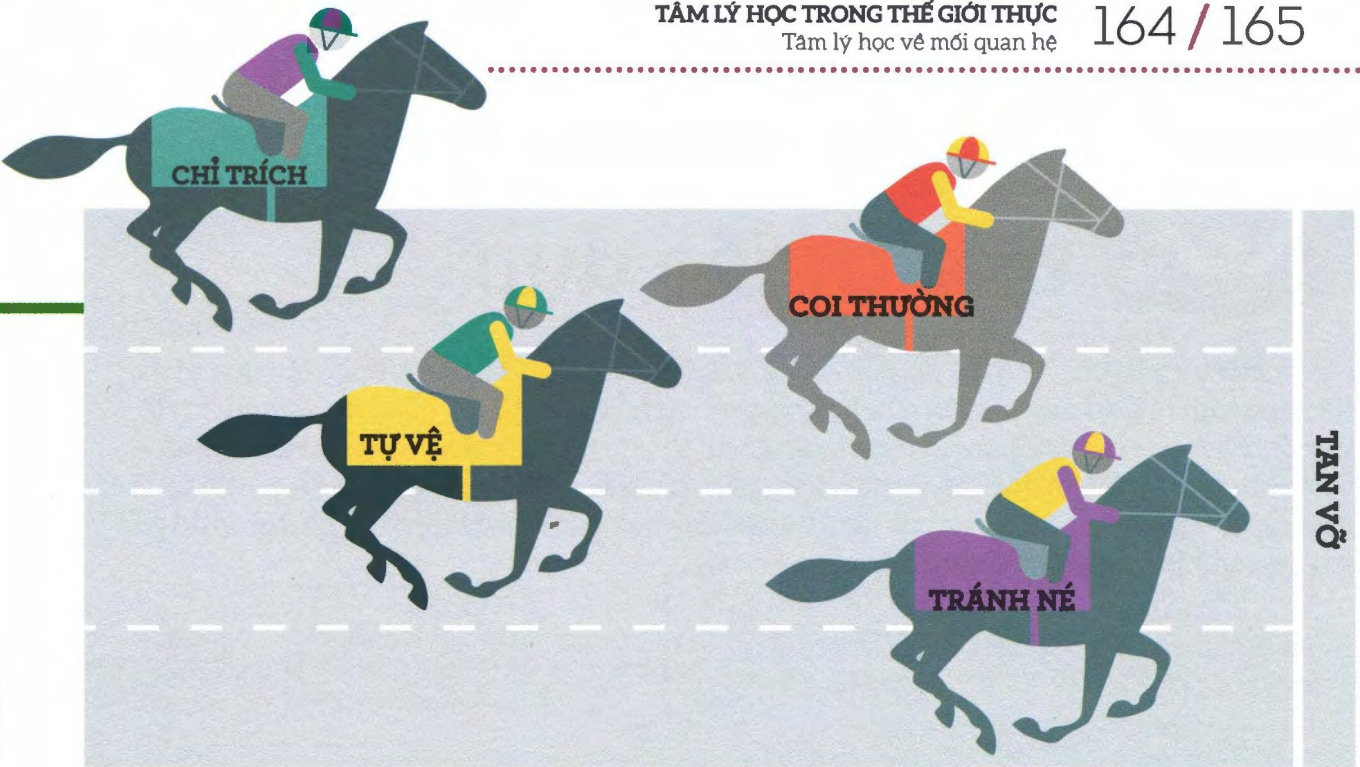 TÂM LÝ HỌC TRONG THẾ GIỚI THỰC
Tâm lý học về mối quan hệ
164 / 165
CHỈ TRÍCH
COI THƯỜNG
TỰ VỆ
TRÁNH NÉ
TAN VỠ